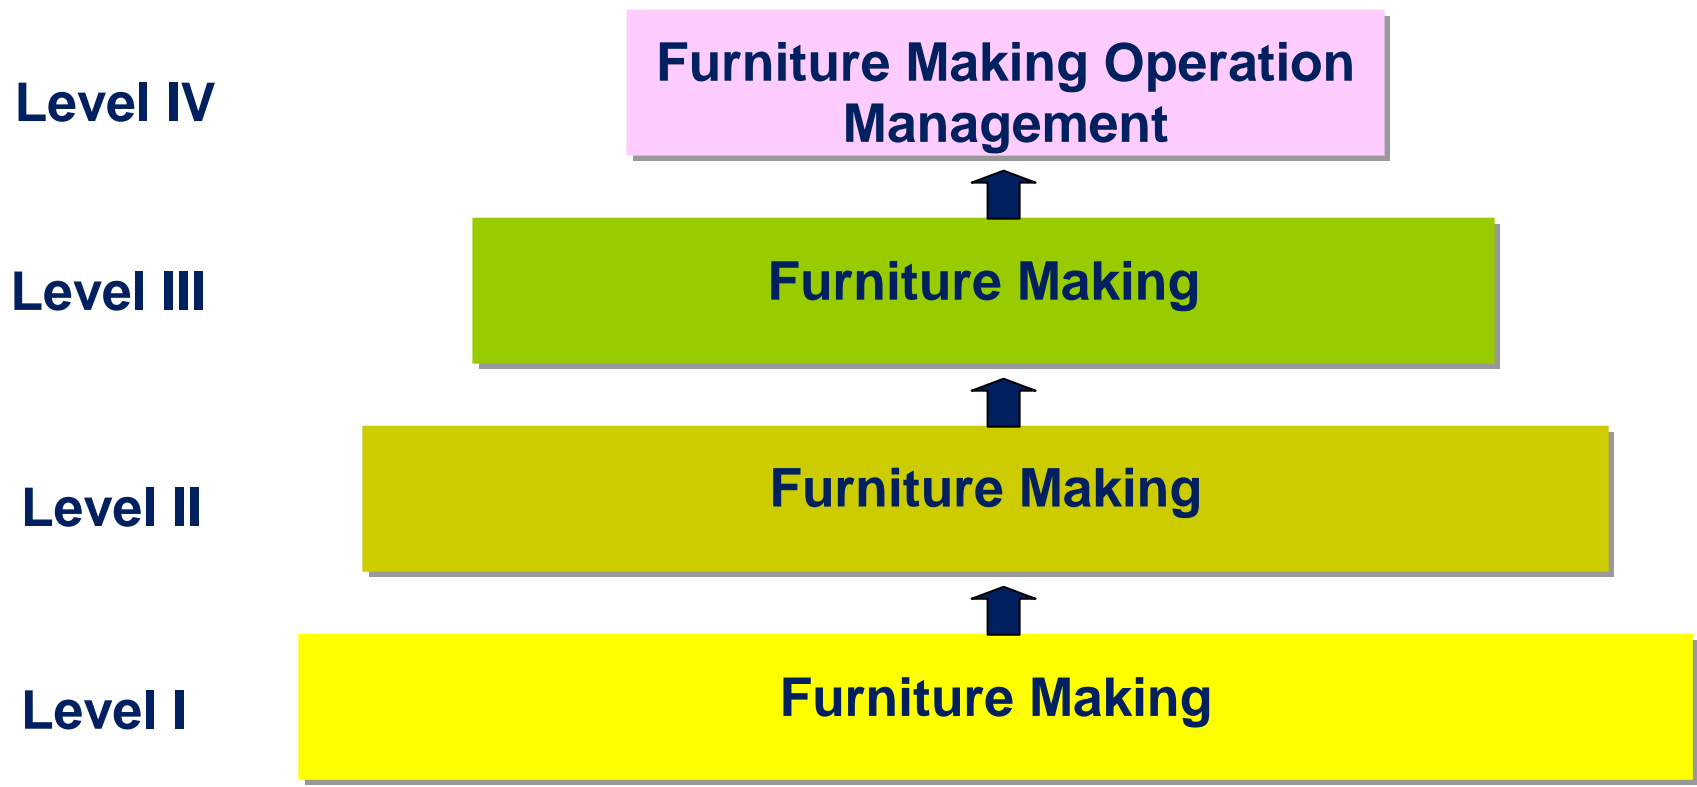 Level IV
Furniture Making Operation
Management
Level III
Furniture Making
Level II
Furniture Making
Level I
Furniture Making